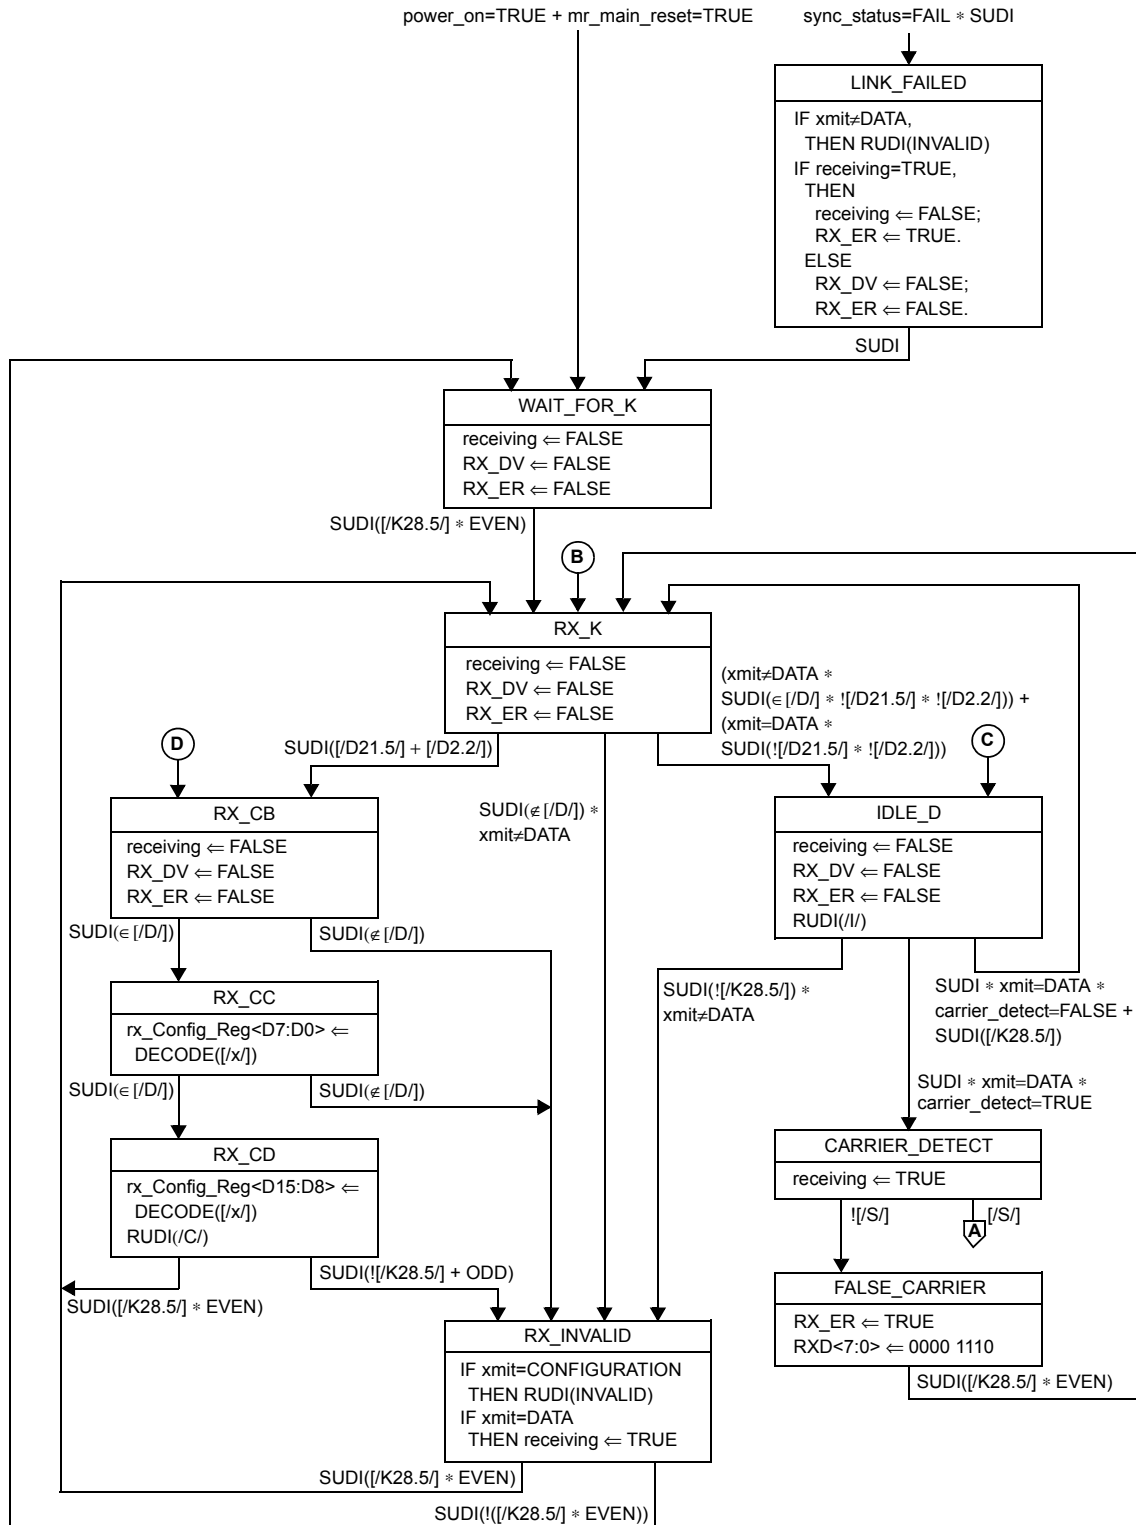 power_on=TRUE + mr_main_reset=TRUE
sync_status=FAIL ∗ SUDI
LINK_FAILED
IF xmit≠DATA,
THEN RUDI(INVALID)
IF receiving=TRUE,
THEN
receiving ⇐ FALSE;
RX_ER ⇐ TRUE.
ELSE
RX_DV ⇐ FALSE;
RX_ER ⇐ FALSE.
SUDI
WAIT_FOR_K
receiving ⇐ FALSE
RX_DV ⇐ FALSE
RX_ER ⇐ FALSE
SUDI([/K28.5/] ∗ EVEN)
B
RX_K
receiving ⇐ FALSE
RX_DV ⇐ FALSE
RX_ER ⇐ FALSE
(xmit≠DATA ∗
SUDI(∈[/D/] ∗ ![/D21.5/] ∗ ![/D2.2/])) +
(xmit=DATA ∗
SUDI(![/D21.5/] ∗ ![/D2.2/]))
D
SUDI([/D21.5/] + [/D2.2/])
C
SUDI(∉[/D/]) ∗
xmit≠DATA
RX_CB
receiving ⇐ FALSE
RX_DV ⇐ FALSE
RX_ER ⇐ FALSE
IDLE_D
receiving ⇐ FALSE
RX_DV ⇐ FALSE
RX_ER ⇐ FALSE
RUDI(/I/)
SUDI(∈[/D/])
SUDI(∉[/D/])
SUDI(![/K28.5/]) ∗
xmit≠DATA
SUDI ∗ xmit=DATA ∗
carrier_detect=FALSE +
SUDI([/K28.5/])
RX_CC
rx_Config_Reg<D7:D0> ⇐
DECODE([/x/])
SUDI(∈[/D/])
SUDI(∉[/D/])
SUDI ∗ xmit=DATA ∗
carrier_detect=TRUE
RX_CD
rx_Config_Reg<D15:D8> ⇐
DECODE([/x/])
RUDI(/C/)
CARRIER_DETECT
receiving ⇐ TRUE
![/S/]
[/S/]
A
SUDI(![/K28.5/] + ODD)
SUDI([/K28.5/] ∗ EVEN)
FALSE_CARRIER
RX_ER ⇐ TRUE
RXD<7:0> ⇐ 0000 1110
SUDI([/K28.5/] ∗ EVEN)
RX_INVALID
IF xmit=CONFIGURATION
THEN RUDI(INVALID)
IF xmit=DATA
THEN receiving ⇐ TRUE
SUDI([/K28.5/] ∗ EVEN)
SUDI(!([/K28.5/] ∗ EVEN))